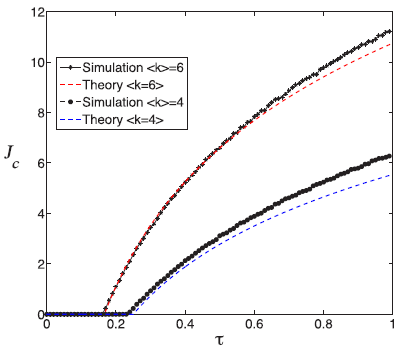 12
10
8
6
4
2
0
J_c
Simulation <k>=6
Theory <k=6>
Simulation <k>=4
Theory <k=4>
0 0.2 0.4 0.6 0.8 1
τ